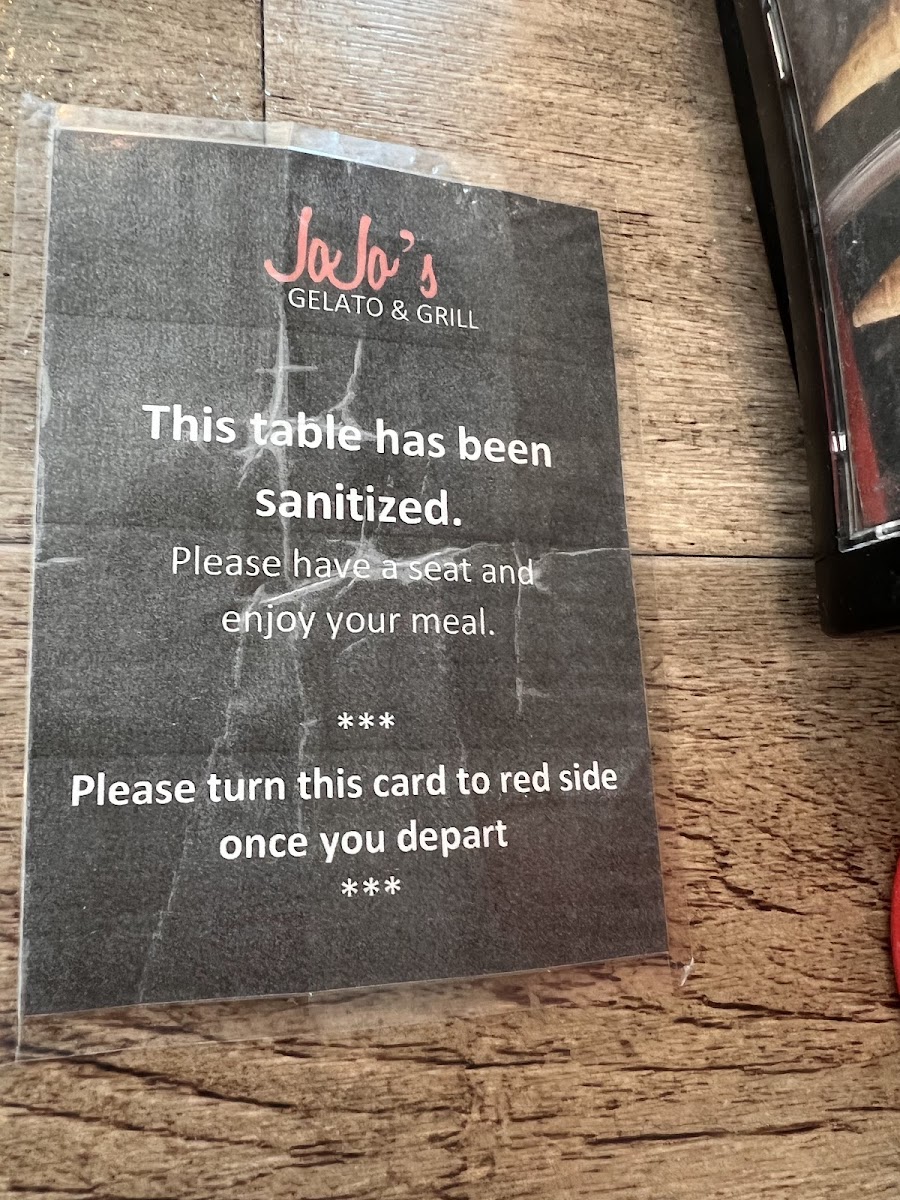 JoJo's
GELATO & GRILL
This table has been
sanitized.
Please have a seat and
enjoy your meal.
***
Please turn this card to red side
once you depart
***